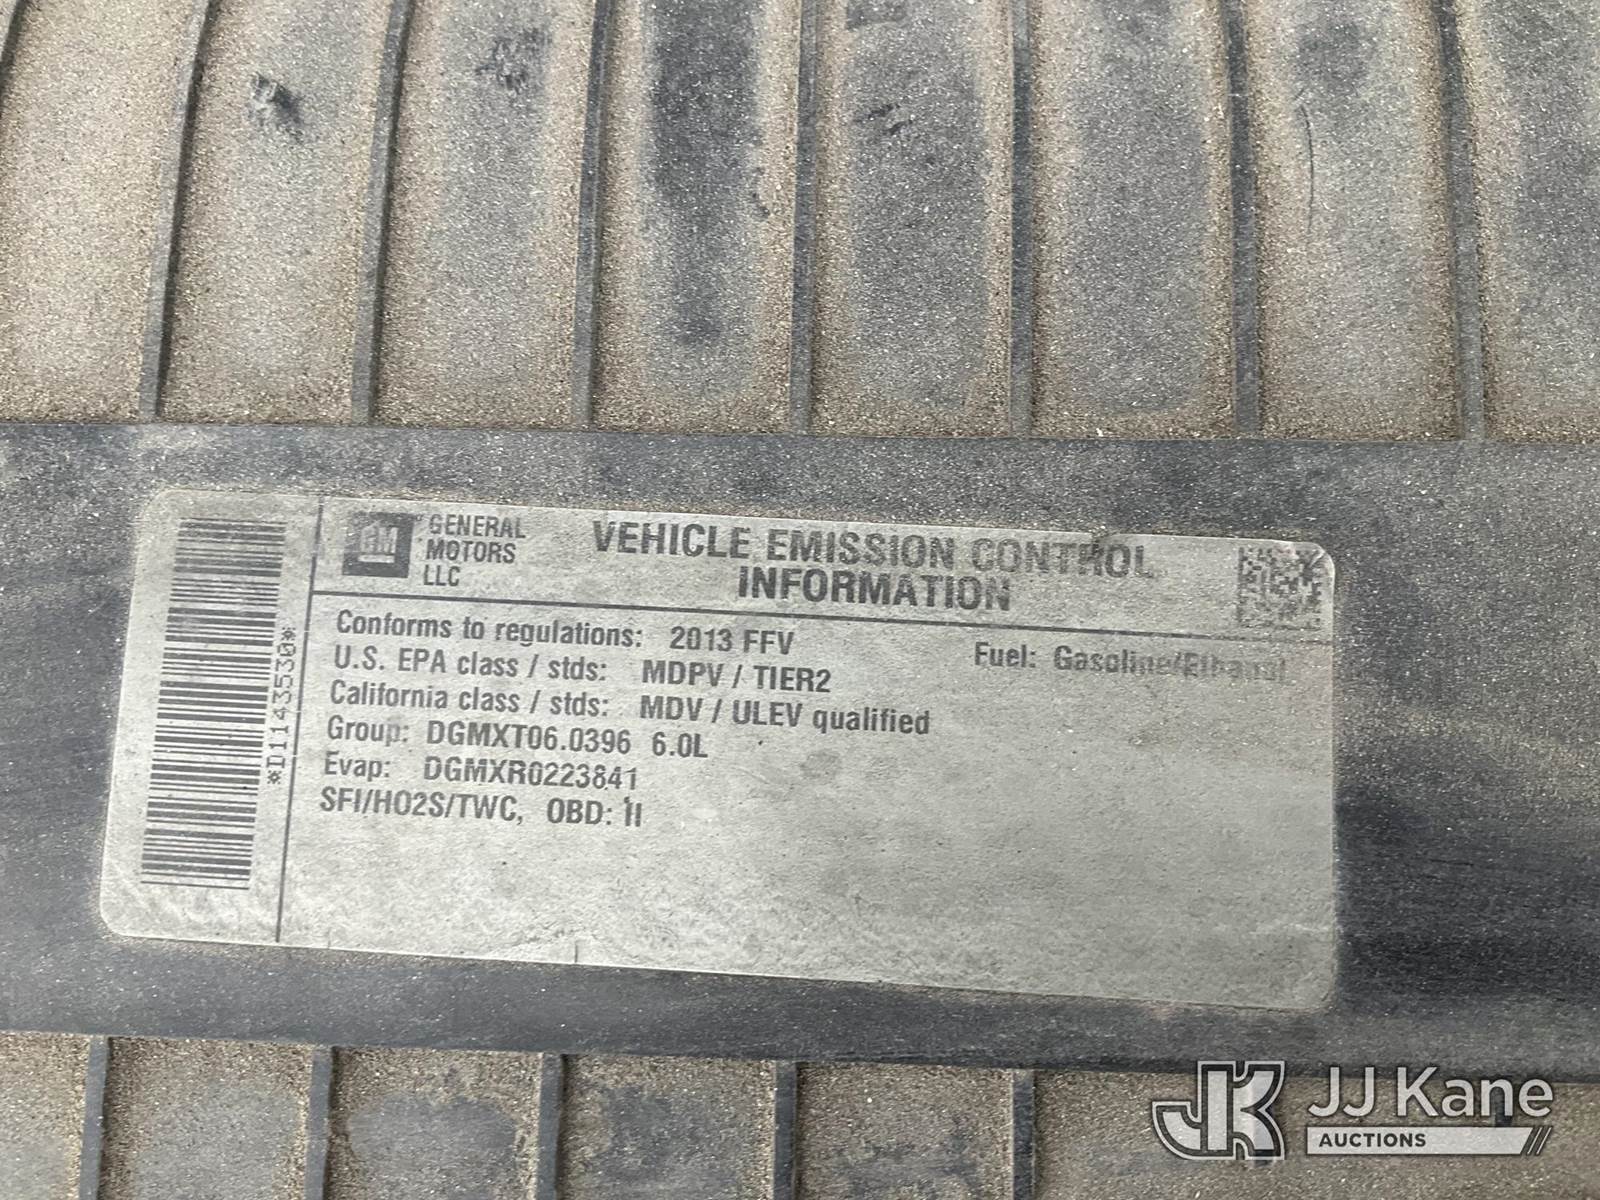 GM
GENERAL
MOTORS
LLC
VEHICLE EMISSION CONTROL
INFORMATION
Conforms to regulations: 2013 FFV
Fuel: Gasoline/Ethanol
U.S. EPA class / stds: MDPV / TIER2
California class / stds: MDV / ULEV qualified
Group: DGMXT06.0396 6.0L
Evap: DGMXR0223841
SFI/HO2S/TWC, OBD: II
*D1143530*
JK
JJ Kane
AUCTIONS